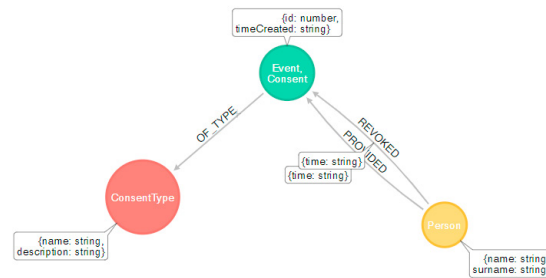 {id: number,
timeCreated: string}
Event,
Consent
OF_TYPE
REVOKED
PROVIDED
{time: string}
{time: string}
ConsentType
{name: string,
description: string}
Person
{name: string
surname: string